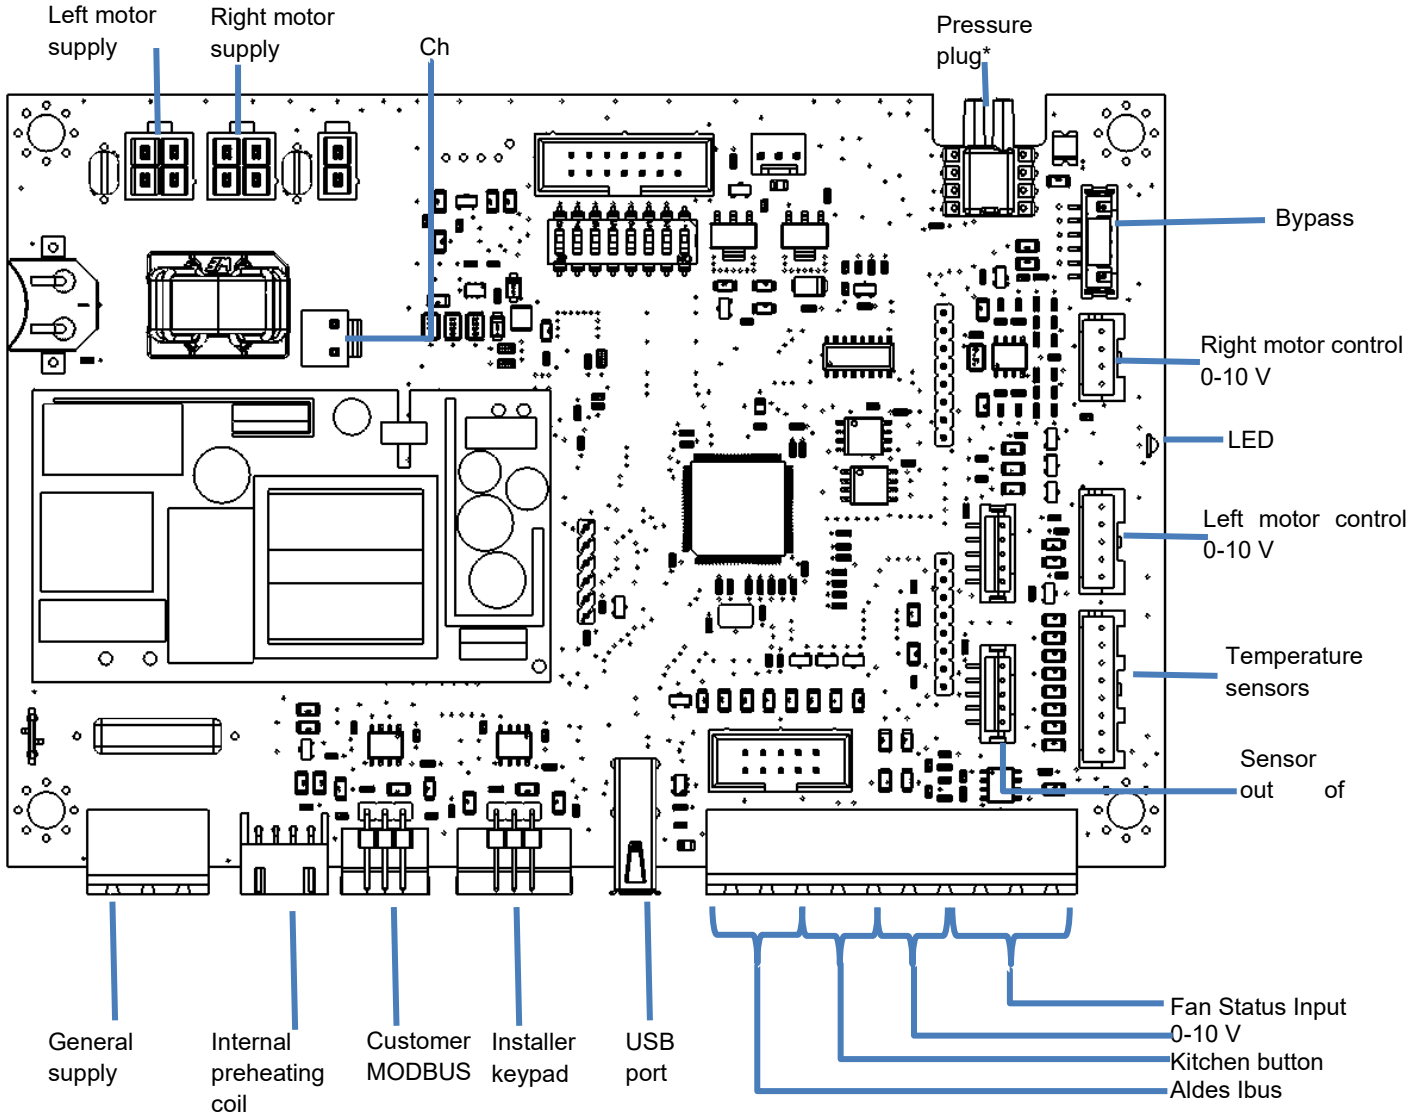 Left motor
supply
Right motor
supply
Ch
Pressure
plug*
Bypass
Right motor control
0-10 V
LED
Left motor control
0-10 V
Temperature
sensors
Sensor
out of
General
supply
Internal
preheating
coil
Customer
MODBUS
Installer
keypad
USB
port
Fan Status Input
0-10 V
Kitchen button
Aldes Ibus